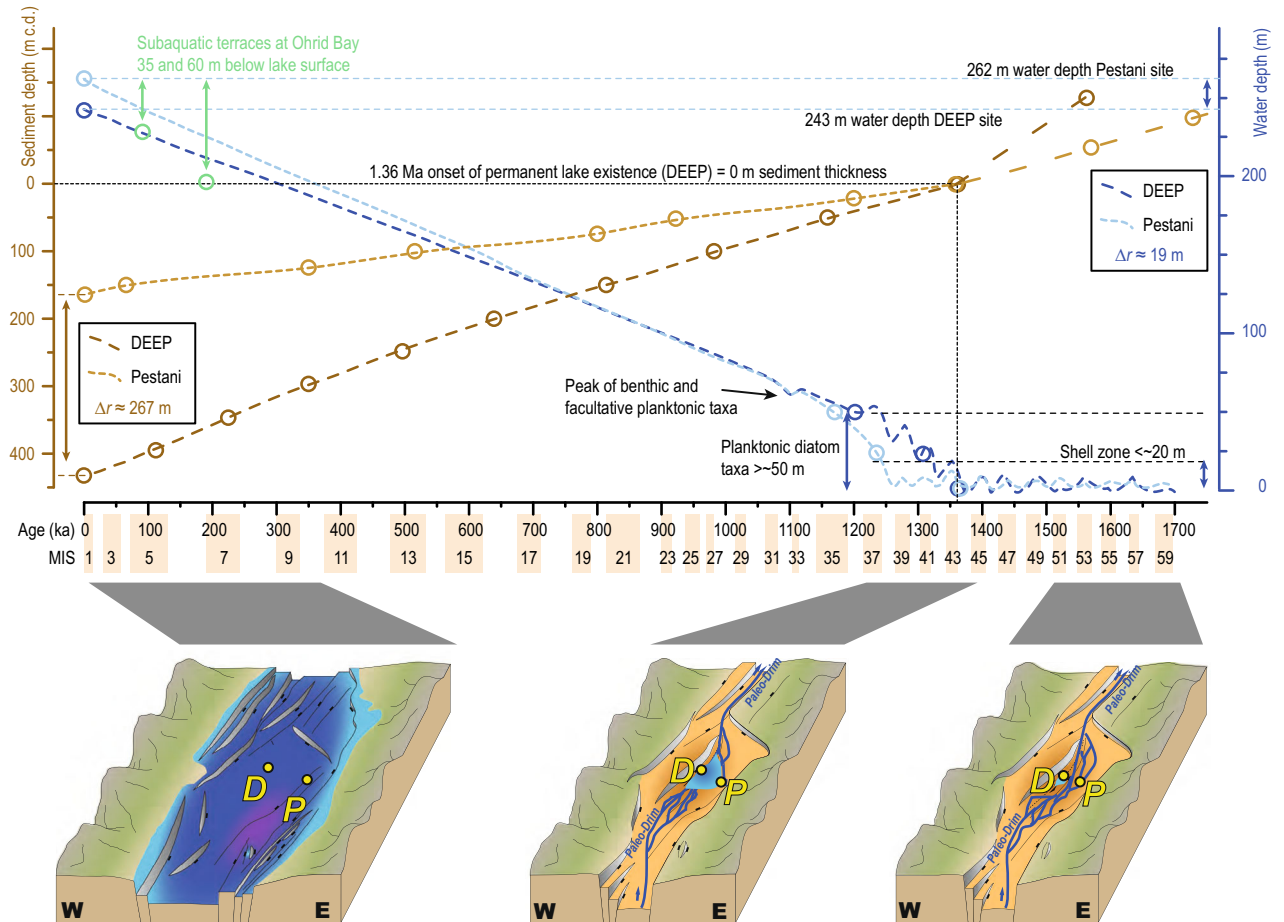 Sediment depth (m c.d.)
0
100
200
300
400
Subaquatic terraces at Ohrid Bay
35 and 60 m below lake surface
262 m water depth Pestani site
243 m water depth DEEP site
1.36 Ma onset of permanent lake existence (DEEP) = 0 m sediment thickness
Water depth (m)
200
100
0
DEEP
Pestani
Δr ≈ 19 m
DEEP
Pestani
Δr ≈ 267 m
Peak of benthic and
facultative planktonic taxa
Planktonic diatom
taxa >~50 m
Shell zone <~20 m
Age (ka) 0 100 200 300 400 500 600 700 800 900 1000 1100 1200 1300 1400 1500 1600 1700
MIS 1 3 5 7 9 11 13 15 17 19 21 23 25 27 29 31 33 35 37 39 41 43 45 47 49 51 53 55 57 59
D
P
W E
Paleo-Drim
D
P
Paleo-Drim
W E
Paleo-Drim
D
P
Paleo-Drim
W E